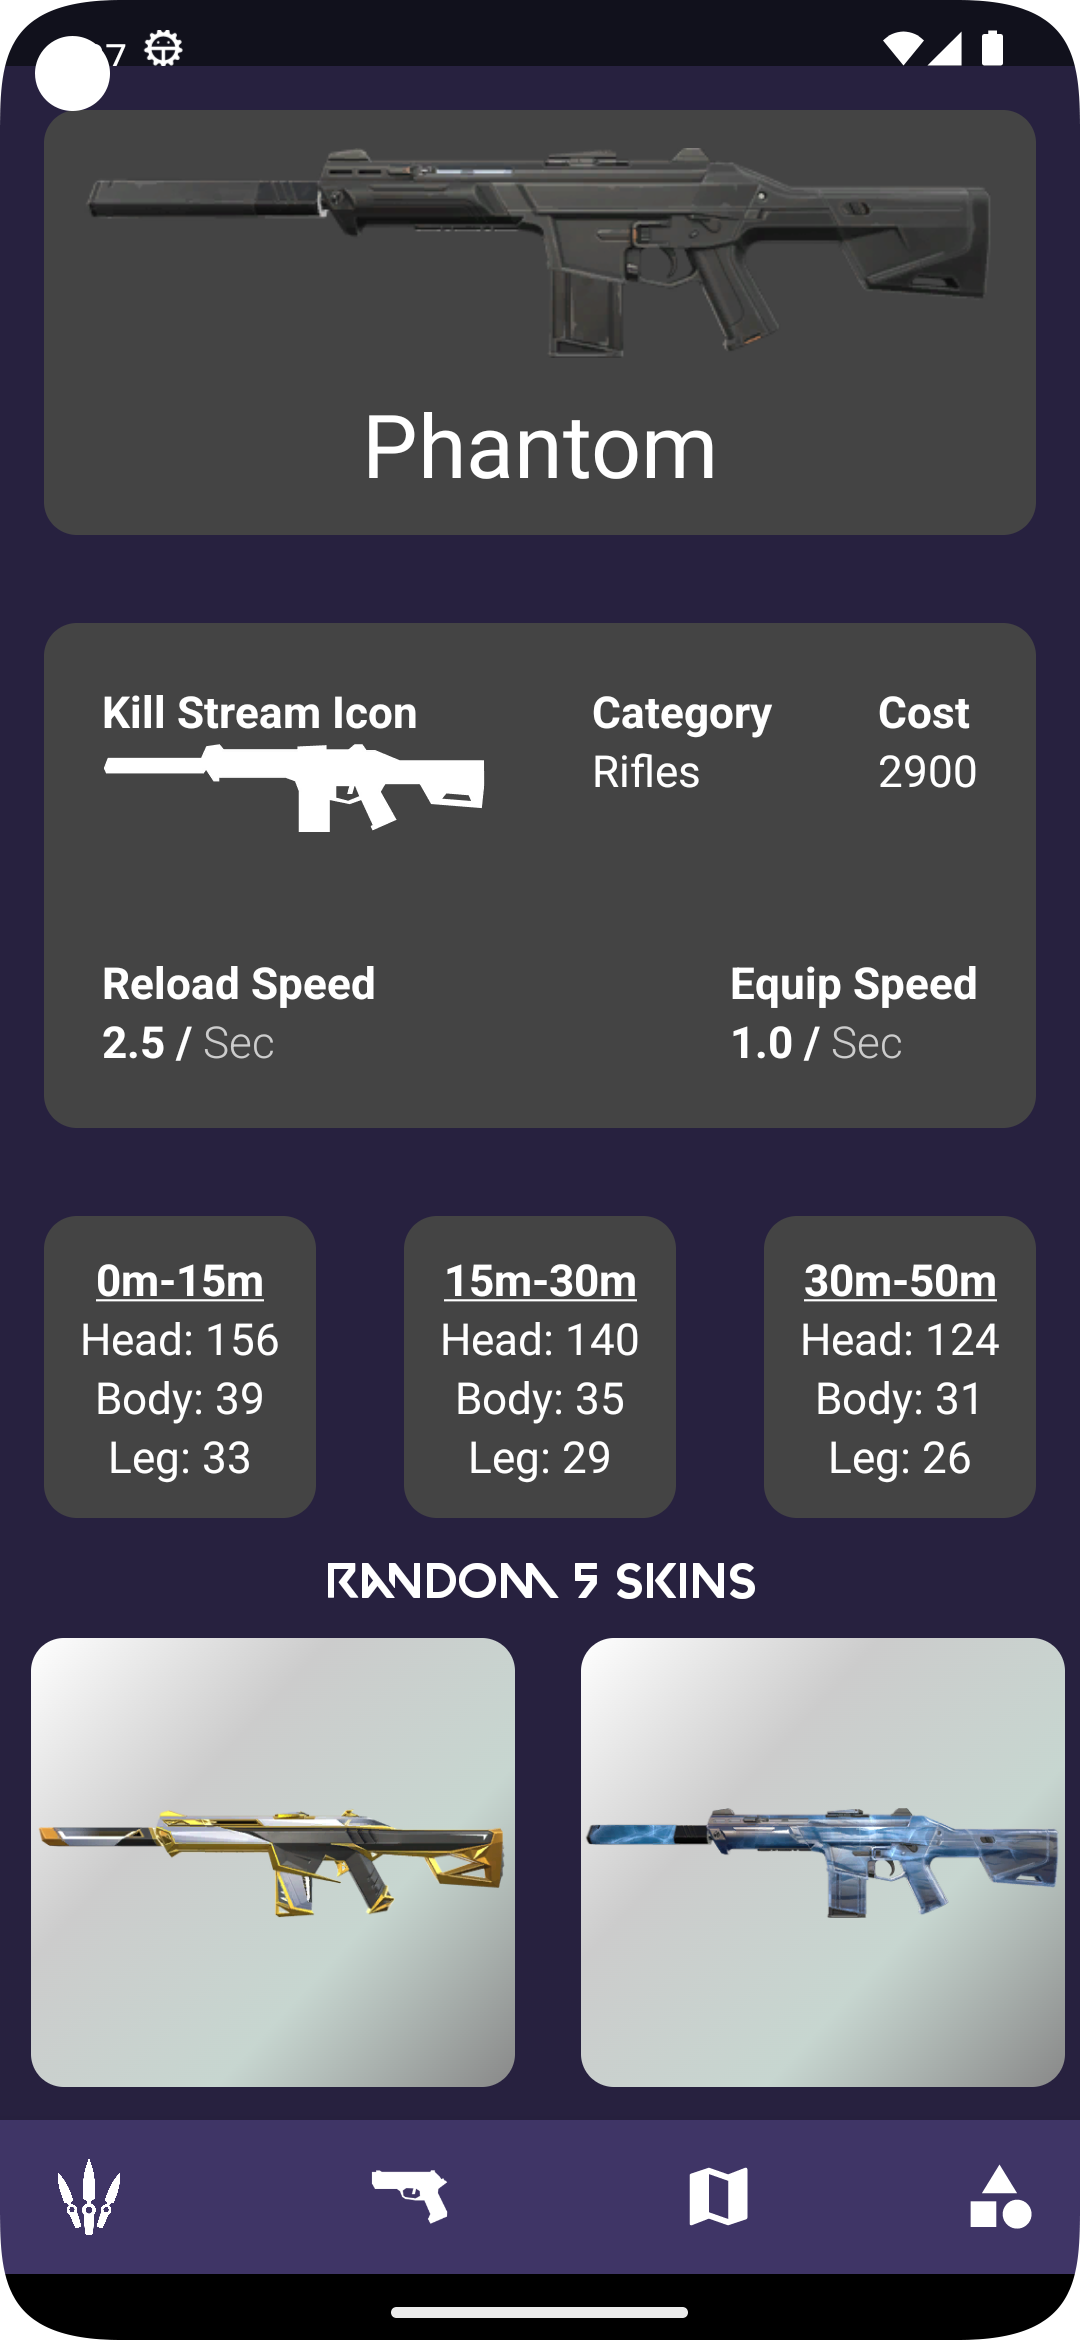 7
Phantom
Kill Stream Icon
Category
Cost
Rifles
2900
Reload Speed
Equip Speed
2.5 / Sec
1.0 / Sec
0m-15m
Head: 156
Body: 39
Leg: 33
15m-30m
Head: 140
Body: 35
Leg: 29
30m-50m
Head: 124
Body: 31
Leg: 26
RANDOM 5 SKINS